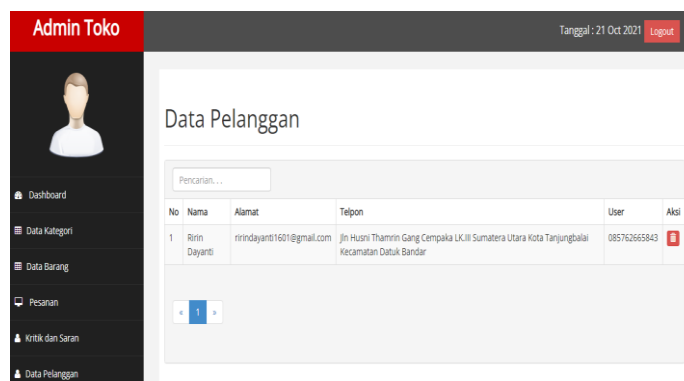 Admin Toko
Tanggal : 21 Oct 2021 Logout
Dashboard
Data Kategori
Data Barang
Pesanan
Kritik dan Saran
Data Pelanggan
Data Pelanggan
Pencarian. . .
No Nama Alamat Telpon User Aksi
1 Ririn ririndayanti1601@gmail.com Jln Husni Thamrin Gang Cempaka LK.III Sumatera Utara Kota Tanjungbalai 085762665843
Dayanti Kecamatan Datuk Bandar
« 1 »